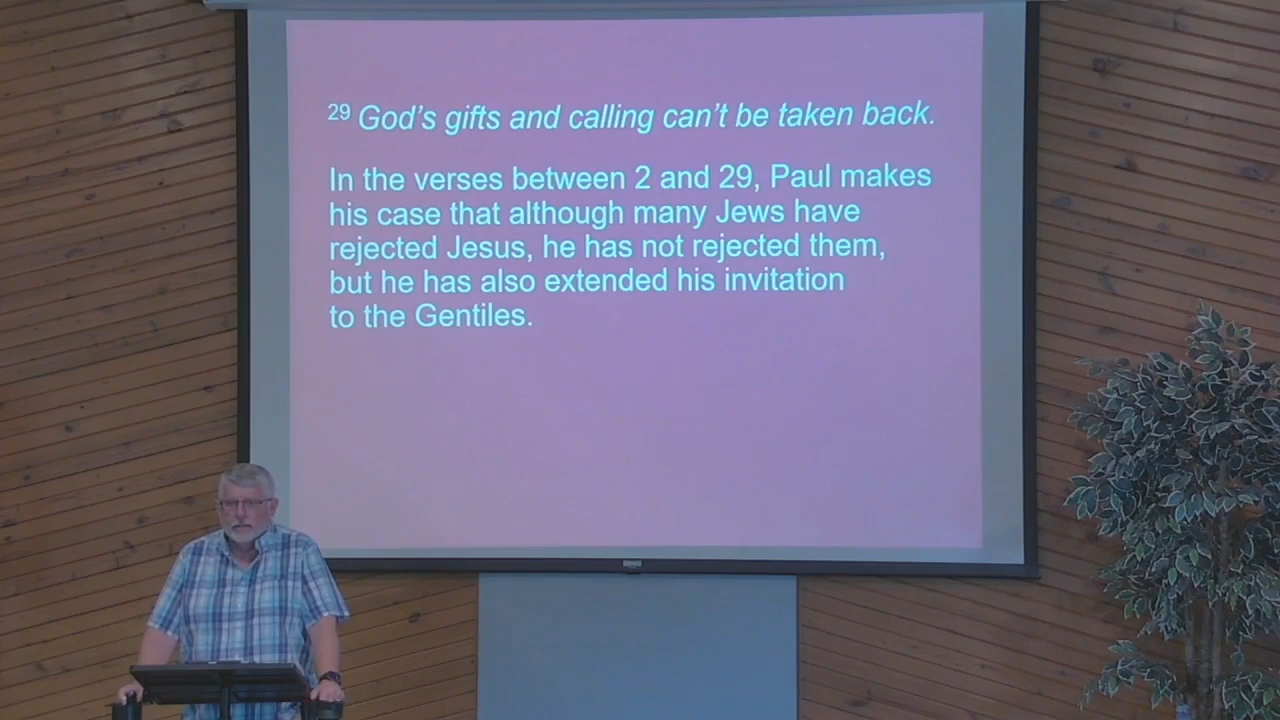 29 God’s gifts and calling can’t be taken back.
In the verses between 2 and 29, Paul makes
his case that although many Jews have
rejected Jesus, he has not rejected them,
but he has also extended his invitation
to the Gentiles.